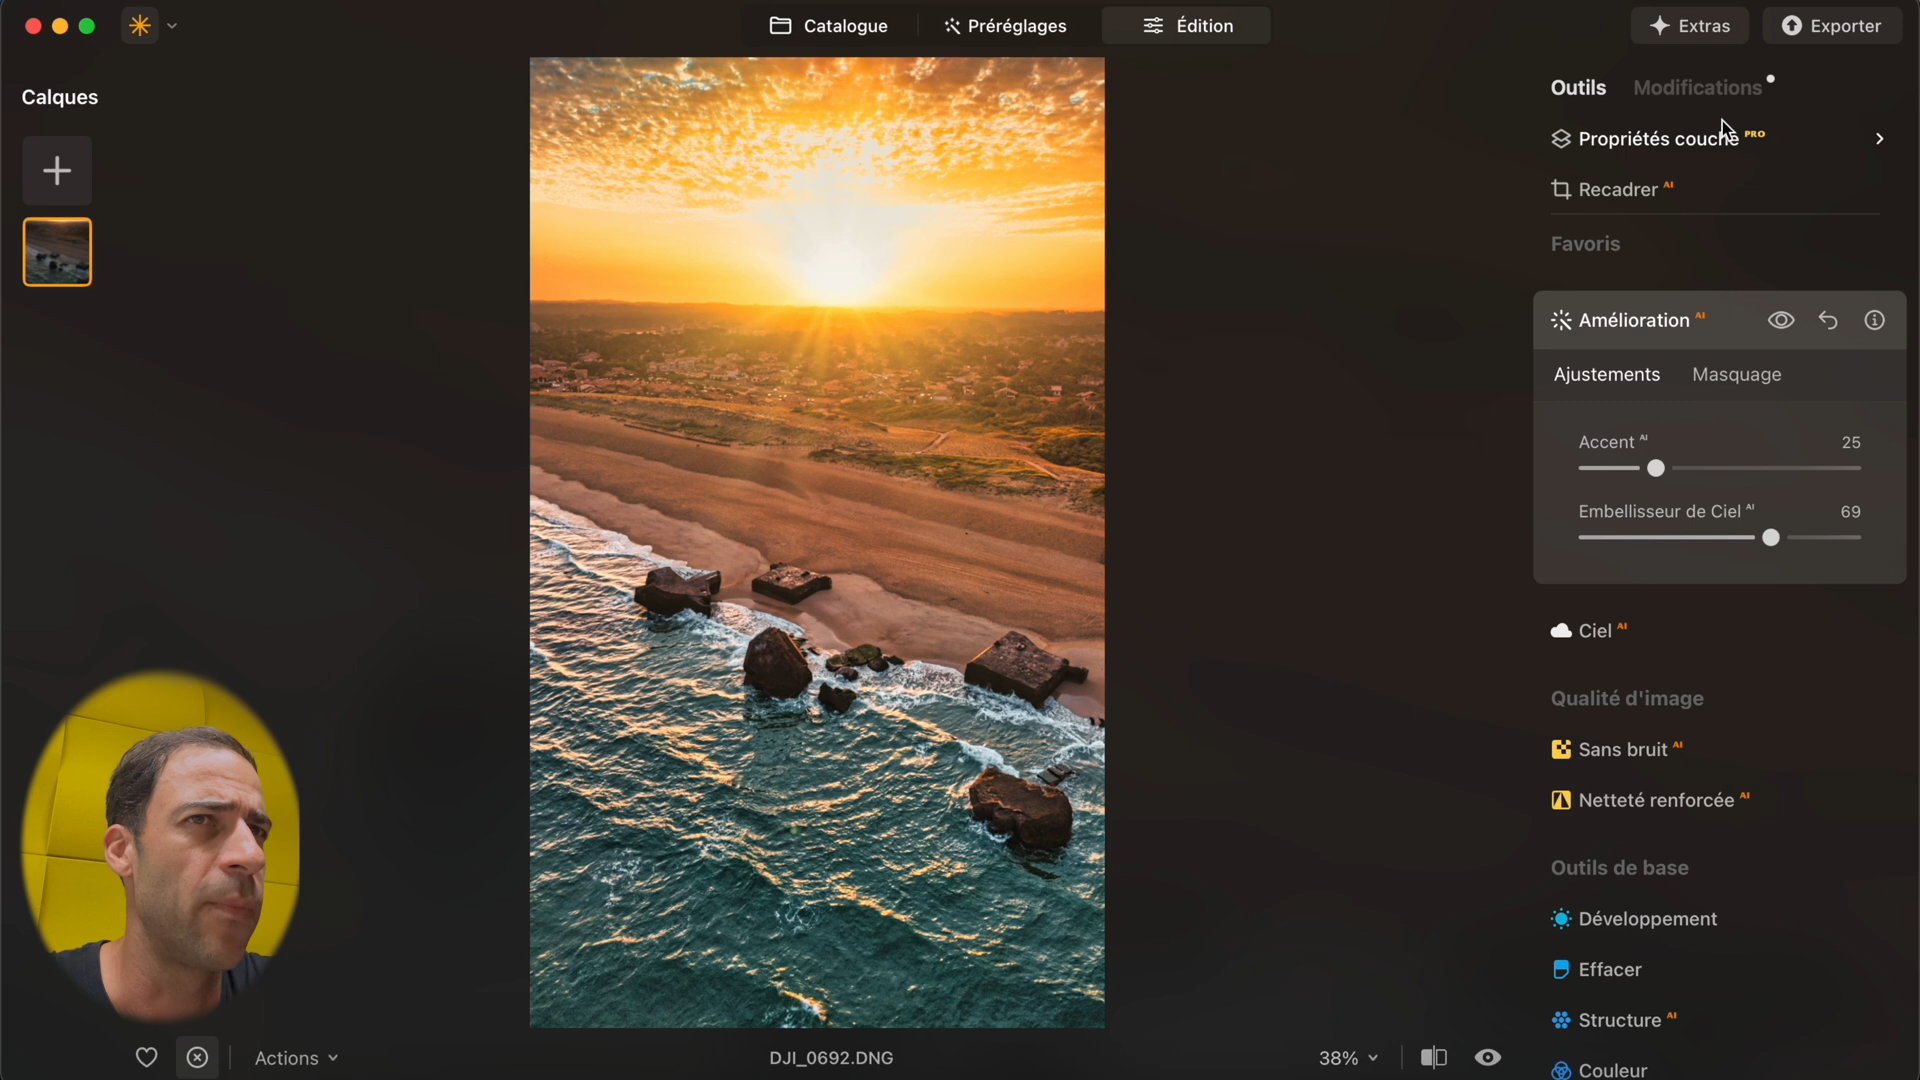 Catalogue
Préréglages
Édition
Extras
Exporter
Calques
Outils
Modifications
Propriétés couche PRO
Recadrer AI
Favoris
Amélioration AI
Ajustements
Masquage
Accent AI
25
Embellisseur de Ciel AI
69
Ciel AI
Qualité d'image
Sans bruit AI
Netteté renforcée AI
Outils de base
Développement
Effacer
Structure AI
Couleur
Actions
DJI_0692.DNG
38%